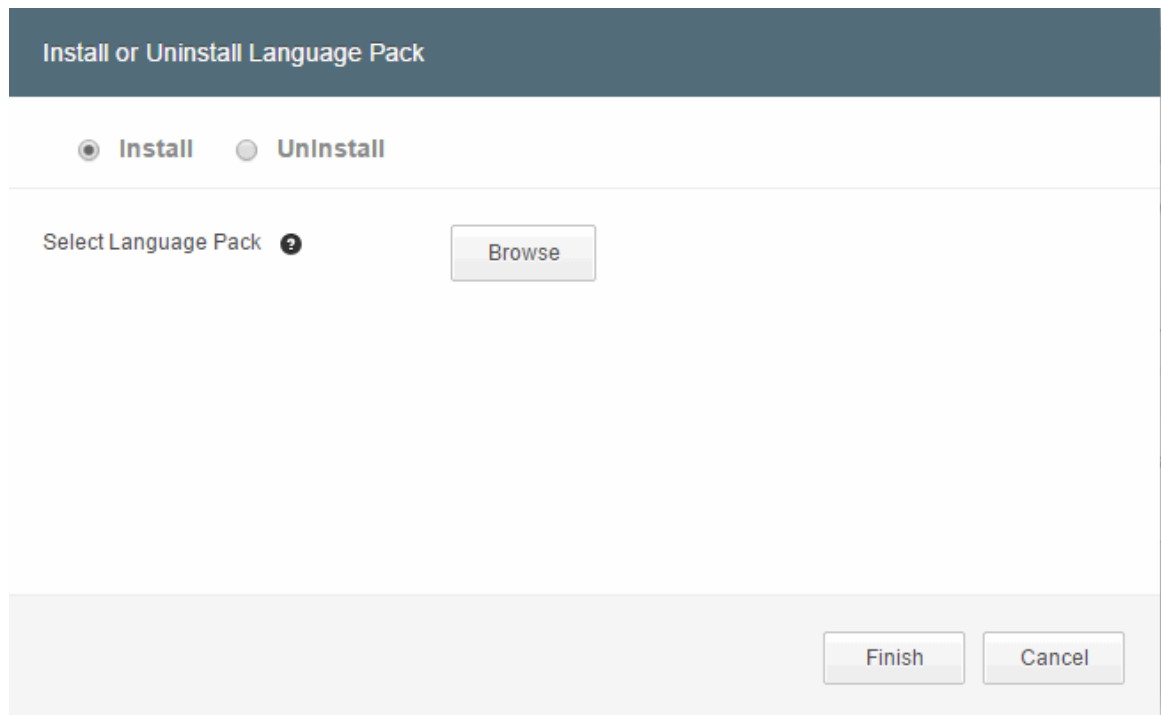 Install or Uninstall Language Pack
Install Uninstall
Select Language Pack ?
Browse
Finish Cancel